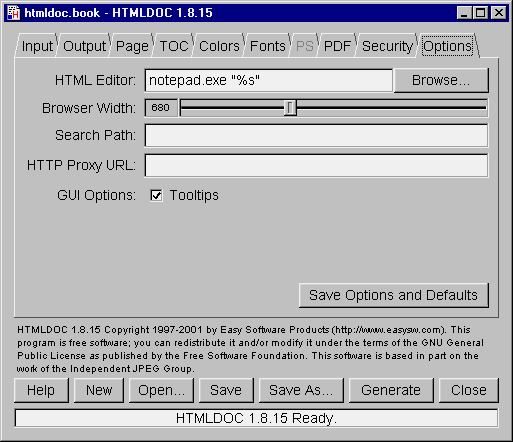 htmldoc.book - HTMLDOC 1.8.15
Input Output Page TOC Colors Fonts PS PDF Security Options
HTML Editor: notepad.exe "%s" Browse...
Browser Width: 680
Search Path:
HTTP Proxy URL:
GUI Options: Tooltips
Save Options and Defaults
HTMLDOC 1.8.15 Copyright 1997-2001 by Easy Software Products (http://www.easysw.com). This
program is free software; you can redistribute it and/or modify it under the terms of the GNU General
Public License as published by the Free Software Foundation. This software is based in part on the
work of the Independent JPEG Group.
Help New Open... Save Save As... Generate Close
HTMLDOC 1.8.15 Ready.